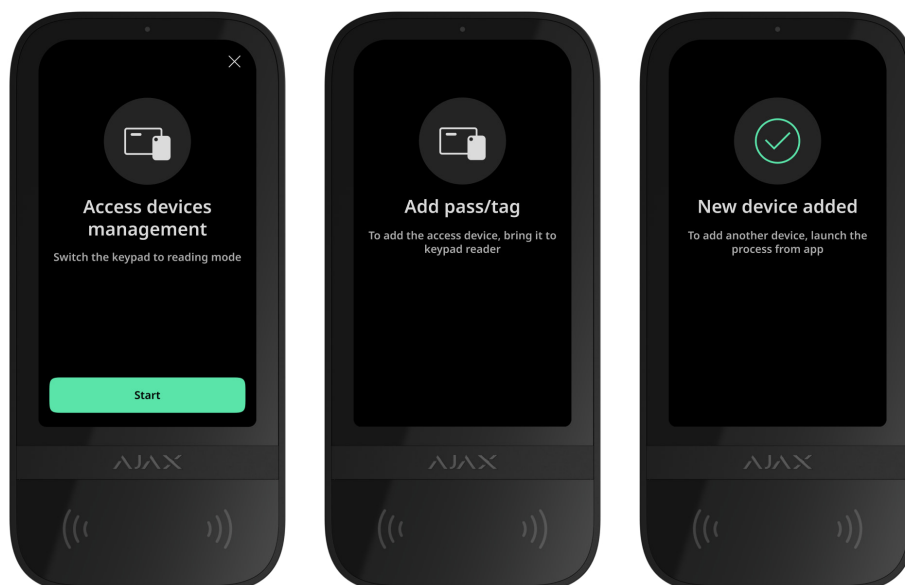 Access devices
management
Switch the keypad to reading mode
Start
AJAX
Add pass/tag
To add the access device, bring it to
keypad reader
AJAX
New device added
To add another device, launch the
process from app
AJAX